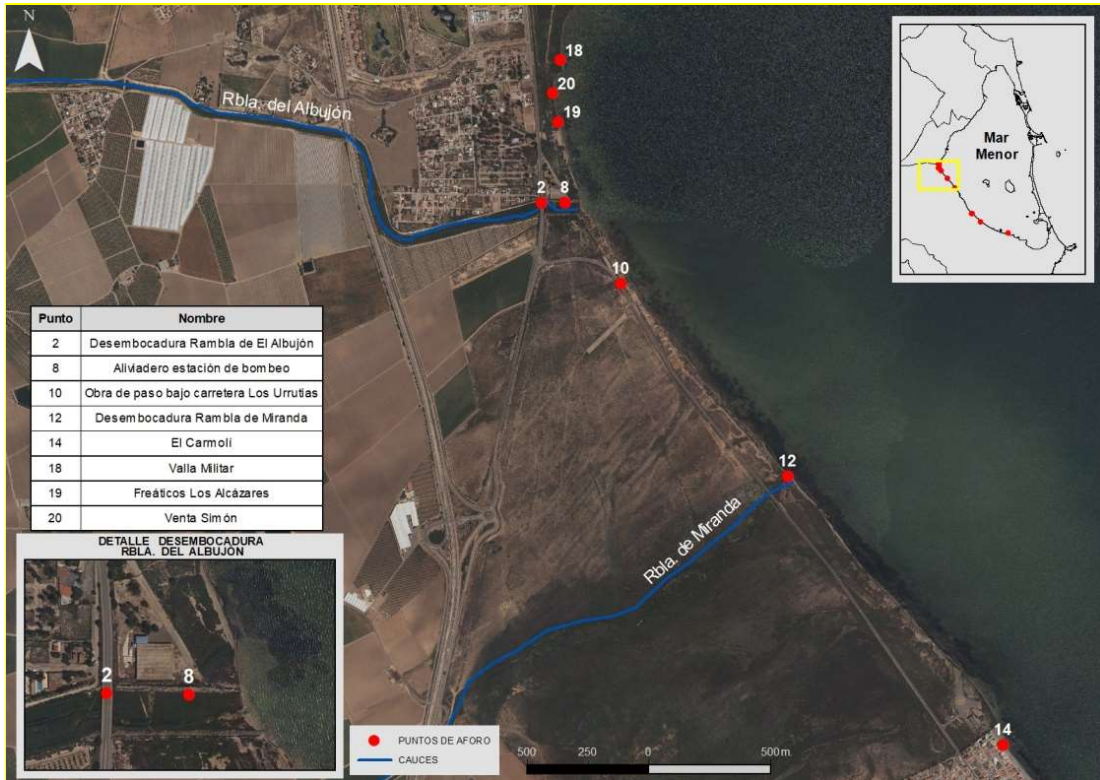 N
18
20
19
Rbla. del Albujón
2
8
10
12
Rbla. de Miranda
14
Mar
Menor
Punto Nombre
2 Desembocadura Rambla de El Albujón
8 Aliviadero estación de bombeo
10 Obra de paso bajo carretera Los Urrutias
12 Desembocadura Rambla de Miranda
14 El Carmolí
18 Valla Militar
19 Freáticos Los Alcázares
20 Venta Simón
DETALLE DESEMBOCADURA
RBLA. DEL ALBUJÓN
2
8
PUNTOS DE AFORO
CAUCES
500 0 500 m.